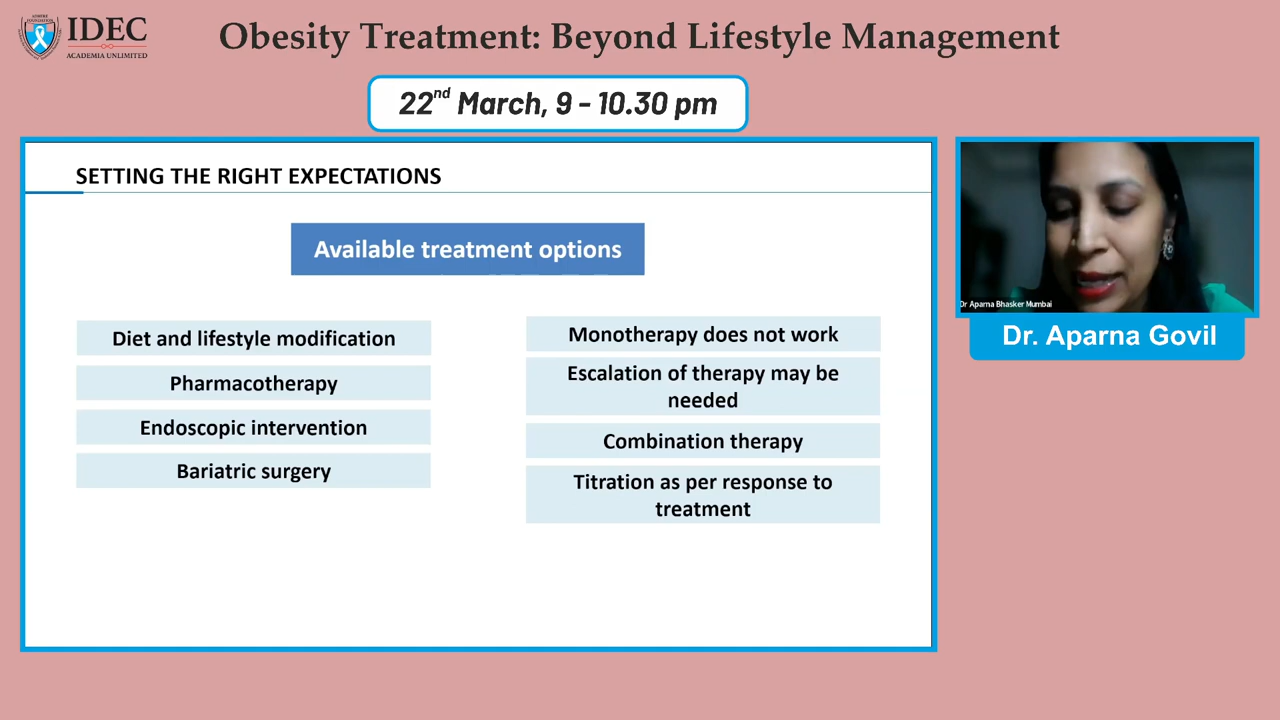 IDEC
ACADEMIA UNLIMITED
Obesity Treatment: Beyond Lifestyle Management
22nd March, 9 - 10.30 pm
SETTING THE RIGHT EXPECTATIONS
Available treatment options
Diet and lifestyle modification
Pharmacotherapy
Endoscopic intervention
Bariatric surgery
Monotherapy does not work
Escalation of therapy may be
needed
Combination therapy
Titration as per response to
treatment
Dr Aparna Bhasker Mumbai
Dr. Aparna Govil